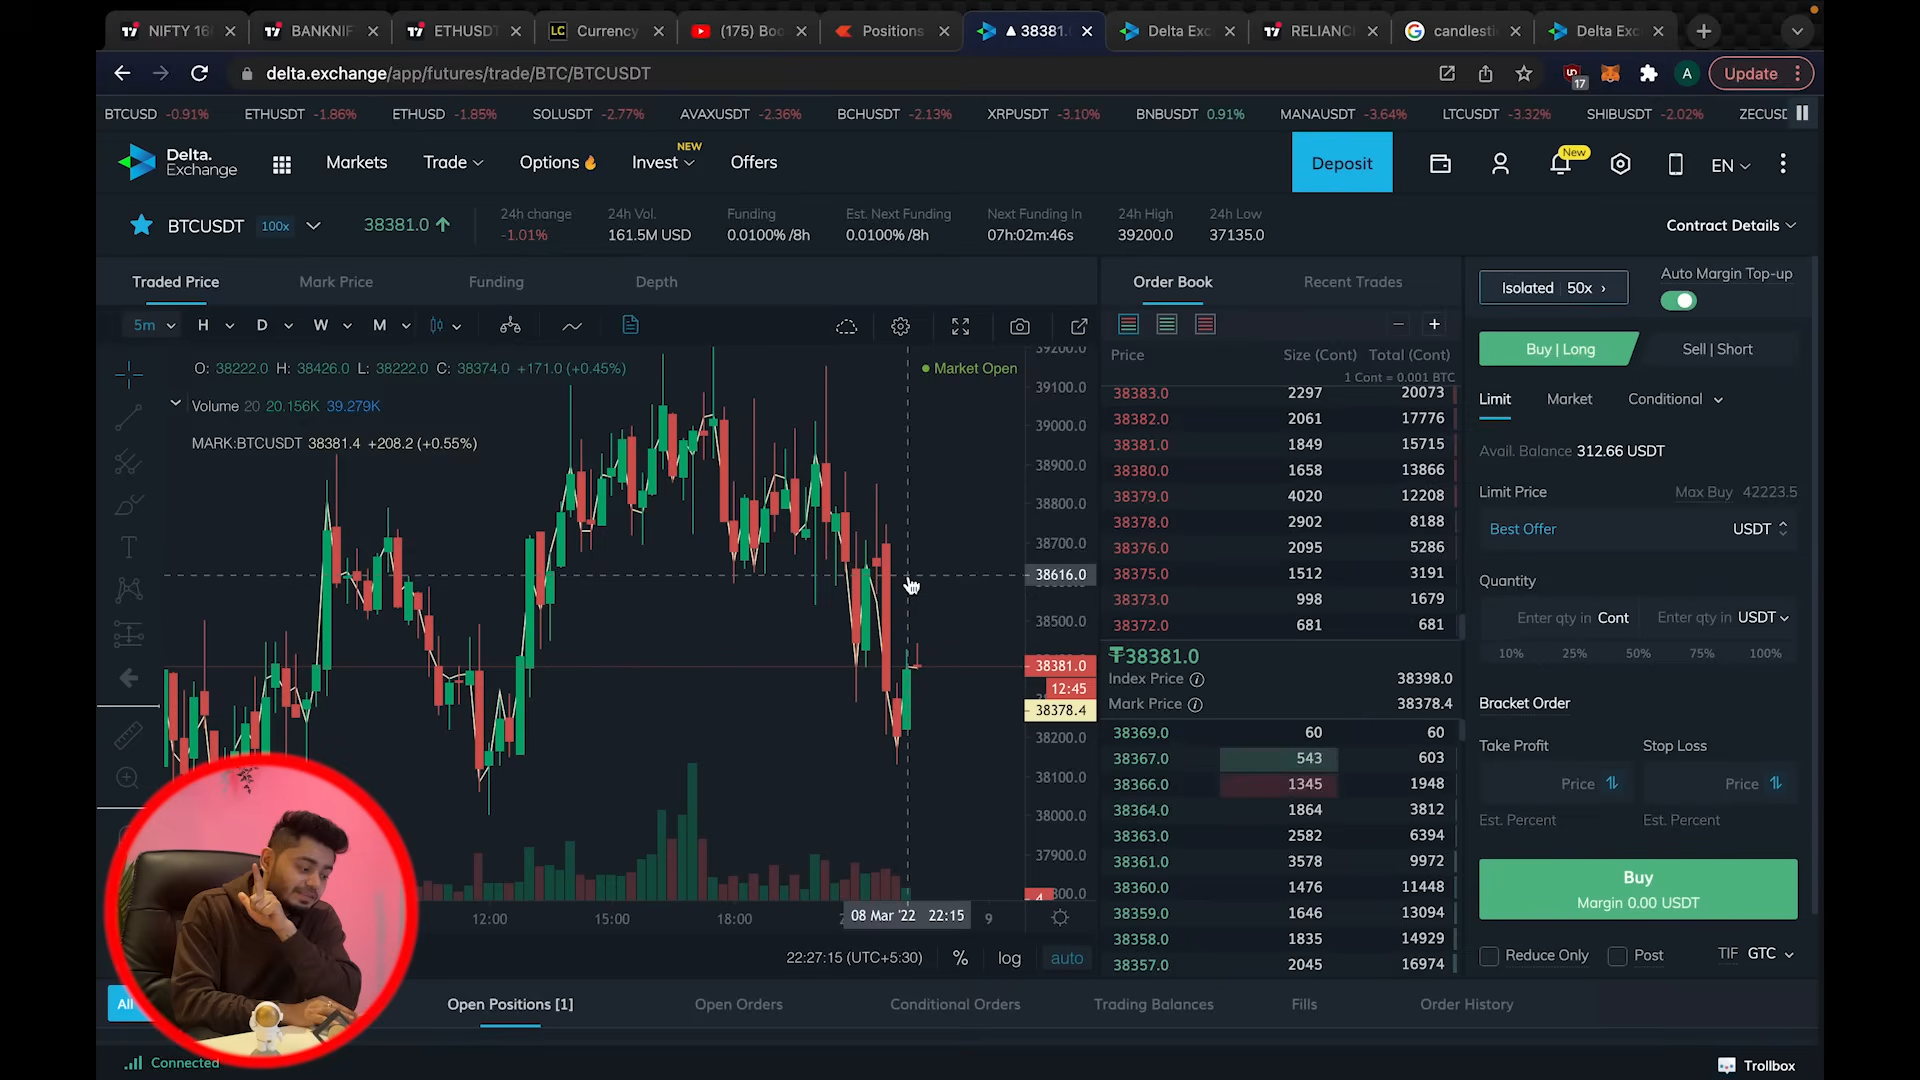 NIFTY 16
BANKNIF
ETHUSDT
LC Currency
(175) Boo
Positions
▲ 38381.
Delta Exc
RELIANC
candlesti
Delta Exc
delta.exchange/app/futures/trade/BTC/BTCUSDT
17
A
Update
BTCUSD -0.91% ETHUSDT -1.86% ETHUSD -1.85% SOLUSDT -2.77% AVAXUSDT -2.36% BCHUSDT -2.13% XRPUSDT -3.10% BNBUSDT 0.91% MANAUSDT -3.64% LTCUSDT -3.32% SHIBUSDT -2.02% ZECUSD
Delta.
Exchange
Markets
Trade
Options
Invest
NEW
Offers
Deposit
New
EN
BTCUSDT 100x
38381.0
24h change
-1.01%
24h Vol.
161.5M USD
Funding
0.0100% /8h
Est. Next Funding
0.0100% /8h
Next Funding In
07h:02m:46s
24h High
39200.0
24h Low
37135.0
Contract Details
Traded Price Mark Price Funding Depth
5m H D W M
O: 38222.0 H: 38426.0 L: 38222.0 C: 38374.0 +171.0 (+0.45%)
Market Open
Volume 20 20.156K 39.279K
MARK:BTCUSDT 38381.4 +208.2 (+0.55%)
39200.0
39100.0
39000.0
38900.0
38800.0
38700.0
38616.0
38500.0
38381.0
12:45
38378.4
38200.0
38100.0
38000.0
37900.0
12:00 15:00 18:00
08 Mar '22 22:15
9
22:27:15 (UTC+5:30) % log auto
Order Book Recent Trades
Price Size (Cont) Total (Cont)
1 Cont = 0.001 BTC
38383.0 2297 20073
38382.0 2061 17776
38381.0 1849 15715
38380.0 1658 13866
38379.0 4020 12208
38378.0 2902 8188
38376.0 2095 5286
38375.0 1512 3191
38373.0 998 1679
38372.0 681 681
₮38381.0
Index Price 38398.0
Mark Price 38378.4
38369.0 60 60
38367.0 543 603
38366.0 1345 1948
38364.0 1864 3812
38363.0 2582 6394
38361.0 3578 9972
38360.0 1476 11448
38359.0 1646 13094
38358.0 1835 14929
38357.0 2045 16974
Isolated 50x ›
Auto Margin Top-up
Buy | Long
Sell | Short
Limit Market Conditional
Avail. Balance 312.66 USDT
Limit Price Max Buy 42223.5
Best Offer USDT
Quantity
Enter qty in Cont Enter qty in USDT
10% 25% 50% 75% 100%
Bracket Order
Take Profit Stop Loss
Price Price
Est. Percent Est. Percent
Buy
Margin 0.00 USDT
Reduce Only Post TIF GTC
All
Open Positions [1] Open Orders Conditional Orders Trading Balances Fills Order History
Connected
Trollbox